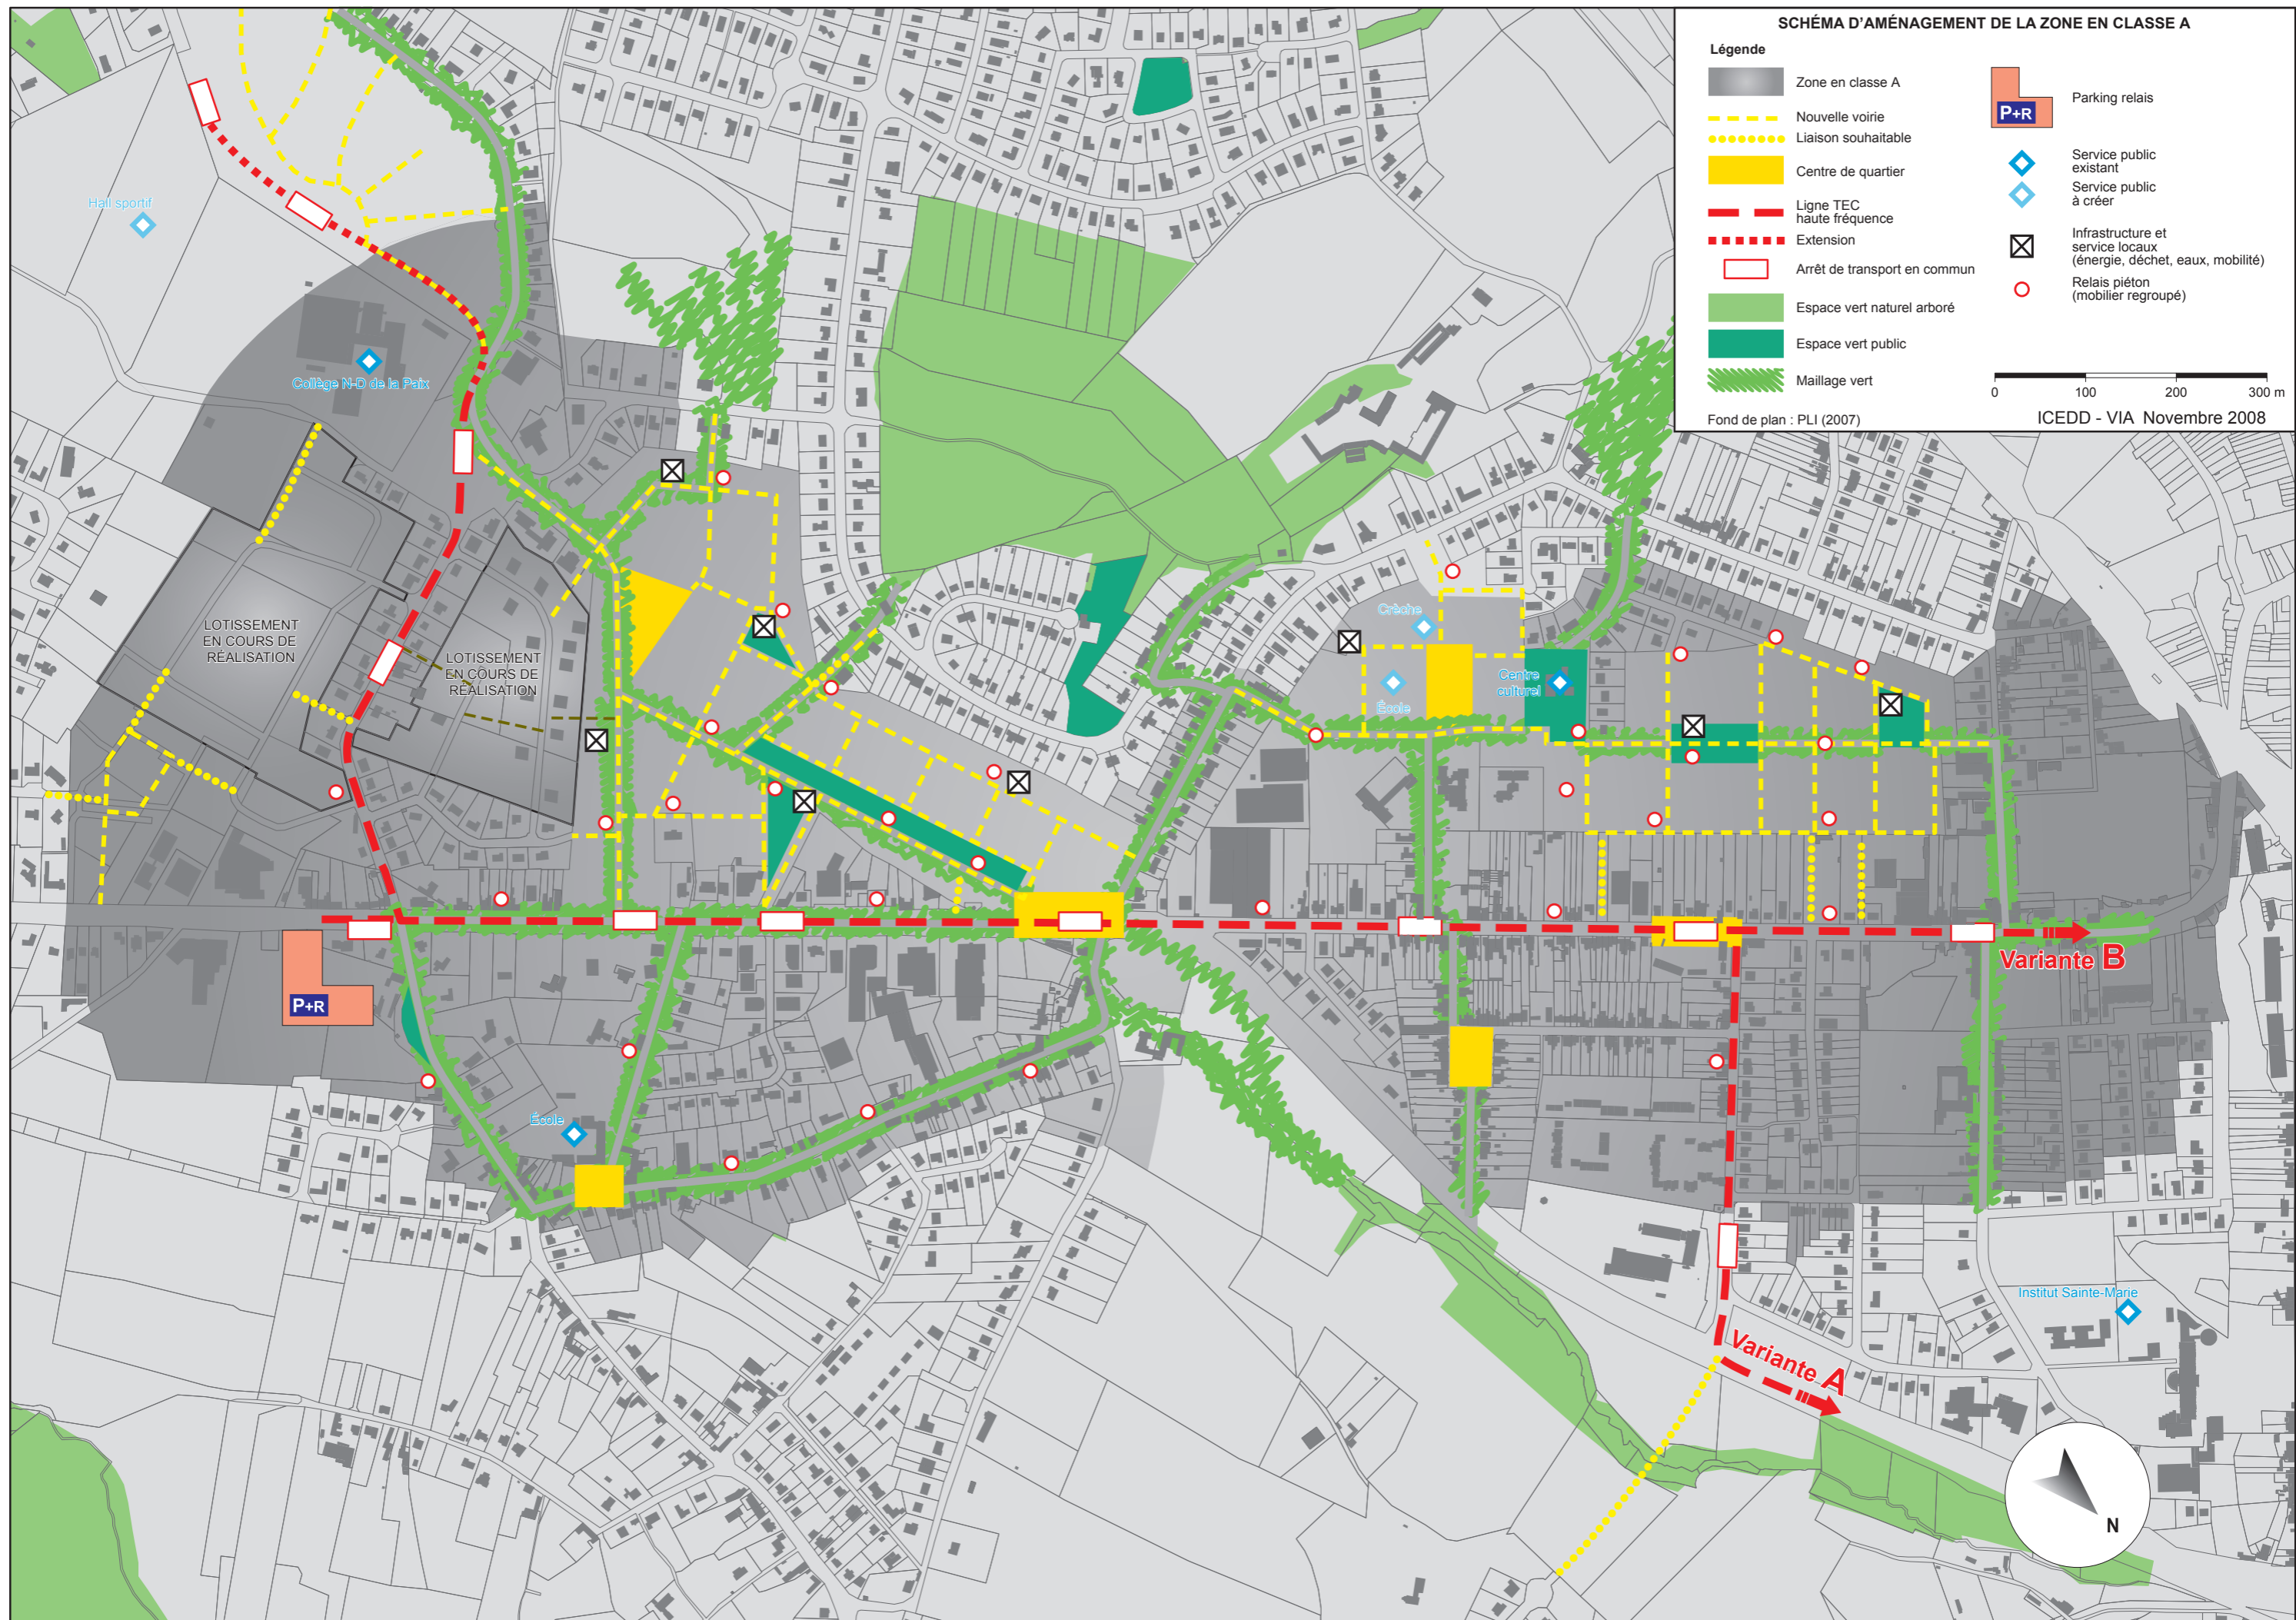 SCHÉMA D'AMÉNAGEMENT DE LA ZONE EN CLASSE A
Légende
Zone en classe A
Nouvelle voirie
Liaison souhaitable
Centre de quartier
Ligne TEC
haute fréquence
Extension
Arrêt de transport en commun
Espace vert naturel arboré
Espace vert public
Maillage vert
Fond de plan : PLI (2007)
P+R
Parking relais
Service public
existant
Service public
à créer
Infrastructure et
service locaux
(énergie, déchet, eaux, mobilité)
Relais piéton
(mobilier regroupé)
0 100 200 300 m
ICEDD - VIA Novembre 2008
Hall sportif
Collège N-D de la Paix
LOTISSEMENT
EN COURS DE
RÉALISATION
LOTISSEMENT
EN COURS DE
RÉALISATION
Crèche
École
Centre
culturel
Variante B
P+R
École
Institut Sainte-Marie
Variante A
N